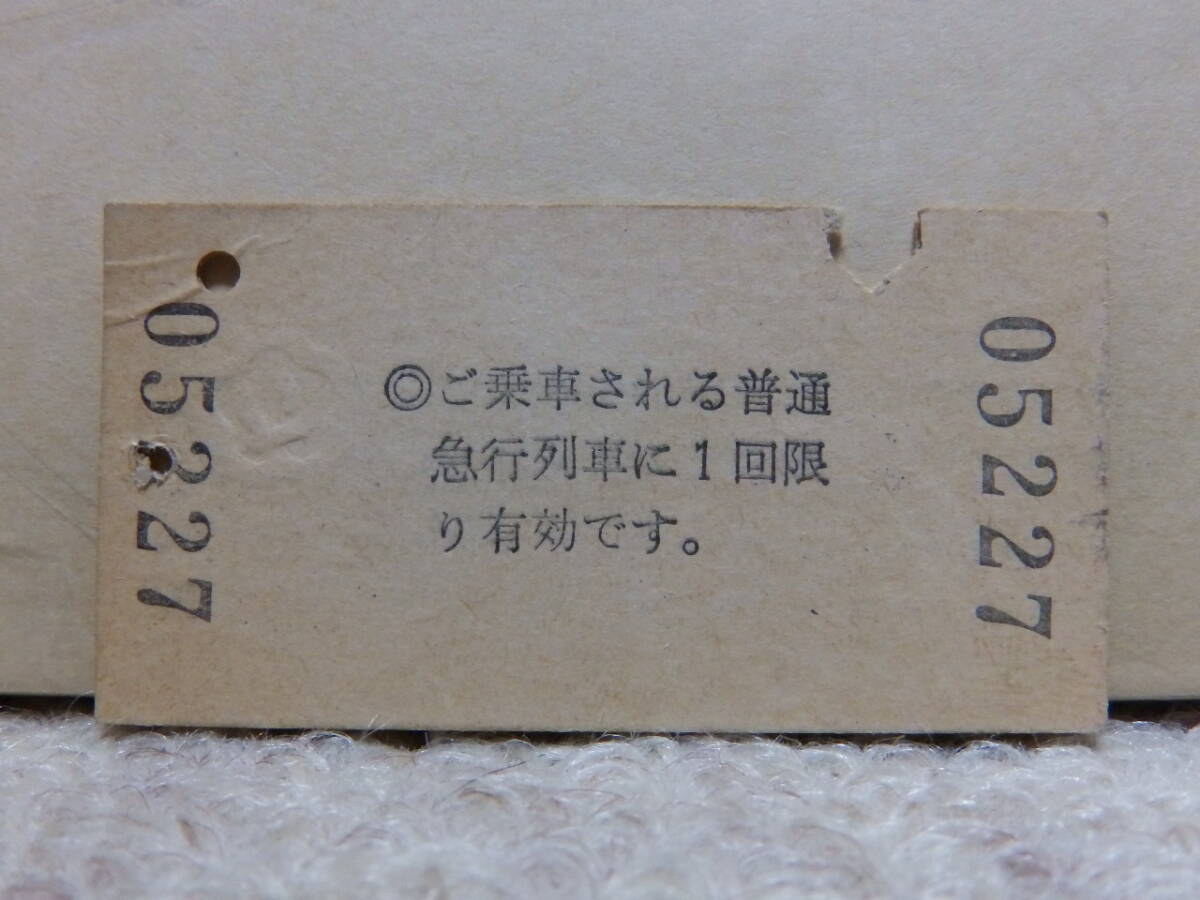 05227
◎ご乗車される普通
急行列車に1回限
り有効です。
05227